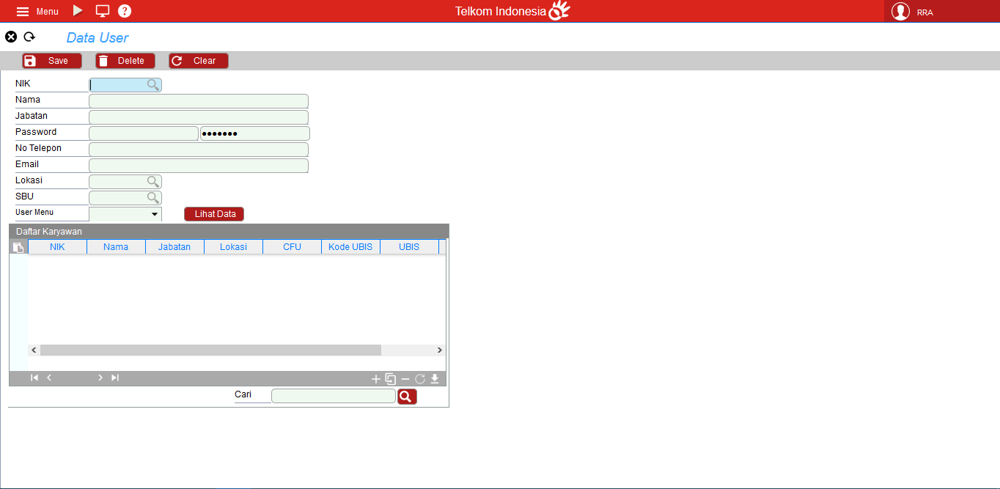 Menu ? Telkom Indonesia RRA
Data User
Save Delete Clear
NIK
Nama
Jabatan
Password •••••••
No Telepon
Email
Lokasi
SBU
User Menu Lihat Data
Daftar Karyawan
NIK Nama Jabatan Lokasi CFU Kode UBIS UBIS
Cari